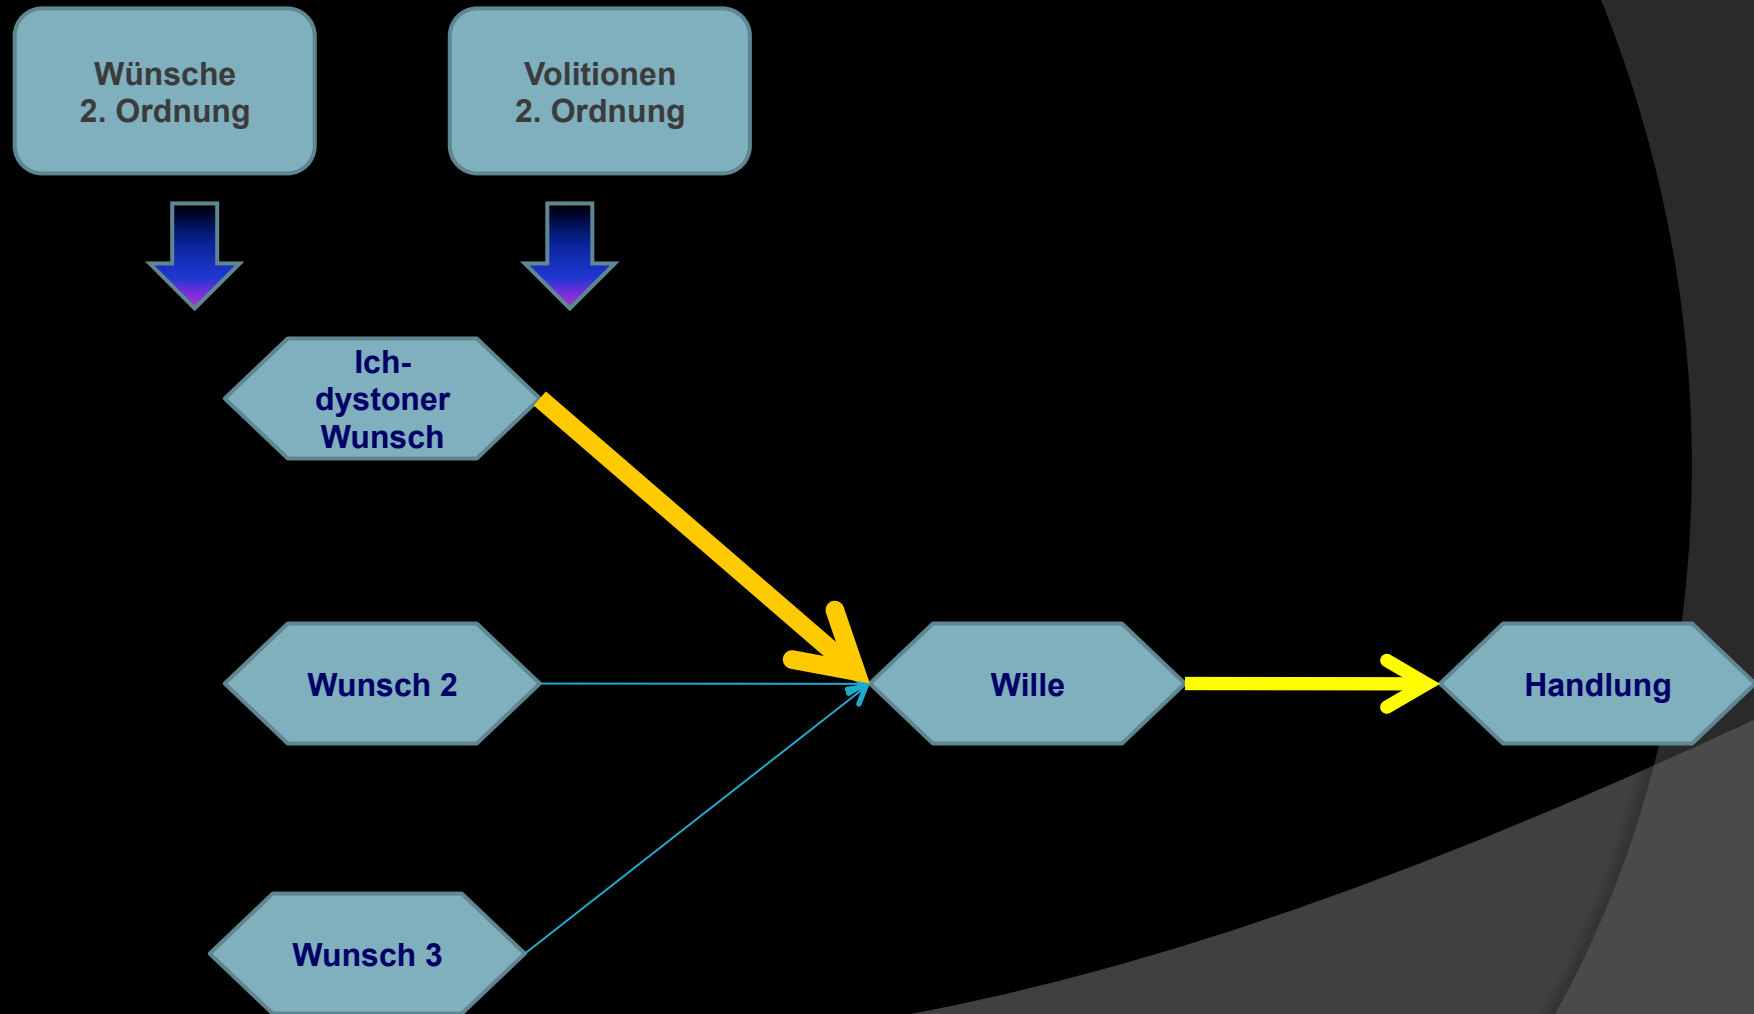 Wünsche
2. Ordnung
Volitionen
2. Ordnung
Ich-
dystoner
Wunsch
Wunsch 2
Wille
Handlung
Wunsch 3